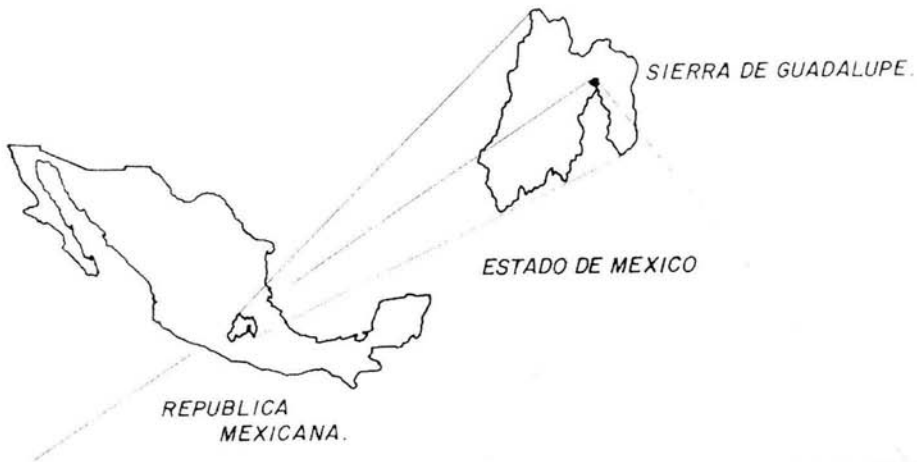 SIERRA DE GUADALUPE.
ESTADO DE MEXICO
REPUBLICA
MEXICANA.